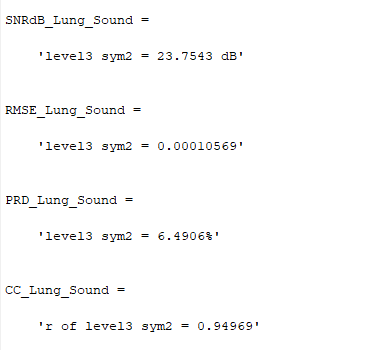 SNRdB_Lung_Sound =
'level3 sym2 = 23.7543 dB'
RMSE_Lung_Sound =
'level3 sym2 = 0.00010569'
PRD_Lung_Sound =
'level3 sym2 = 6.4906%'
CC_Lung_Sound =
'r of level3 sym2 = 0.94969'